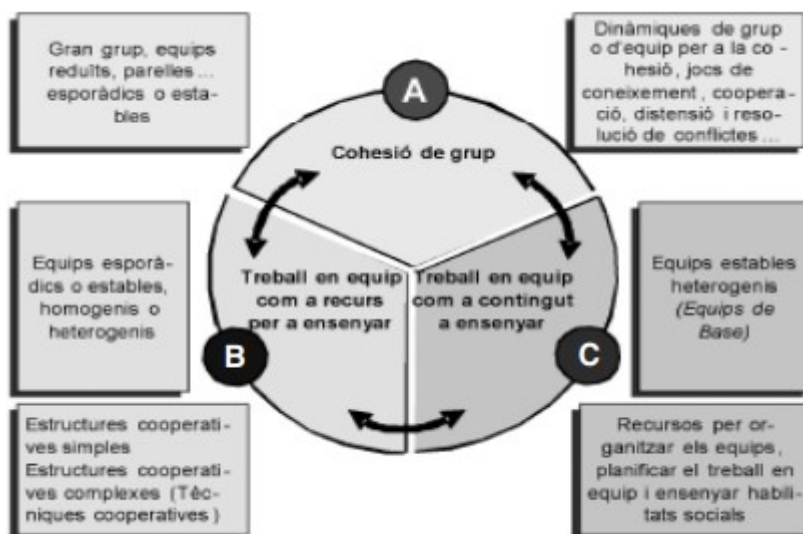 Gran grup, equips
reduïts, parelles ...
esporàdics o esta-
bles
Dinàmiques de grup
o d'equip per a la co-
hesió, jocs de
coneixement, cooperа-
ció, distensió i reso-
lució de conflictes ...
A
Cohesió de grup
Equips esporà-
dics o estables,
homogenis o
heterogenis
Treball en equip
com a recurs
per a ensenyar
Treball en equip
com a contingut
a ensenyar
Equips estables
heterogenis
(Equips de
Base)
B
C
Estructures cooperati-
ves simples
Estructures cooperati-
ves complexes (Tèc-
niques cooperatives)
Recursos per or-
ganitzar els equips,
planificar el treball en
equip i ensenyar habili-
tats socials